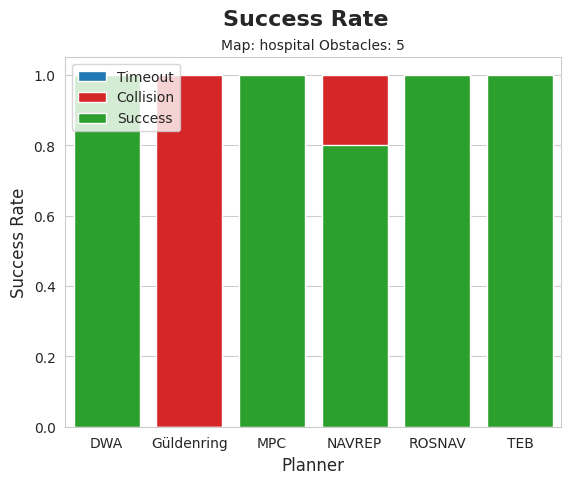 Success Rate
Map: hospital Obstacles: 5
Timeout
Collision
Success
1.0
0.8
0.6
0.4
0.2
0.0
Success Rate
DWA Güldenring MPC NAVREP ROSNAV TEB
Planner